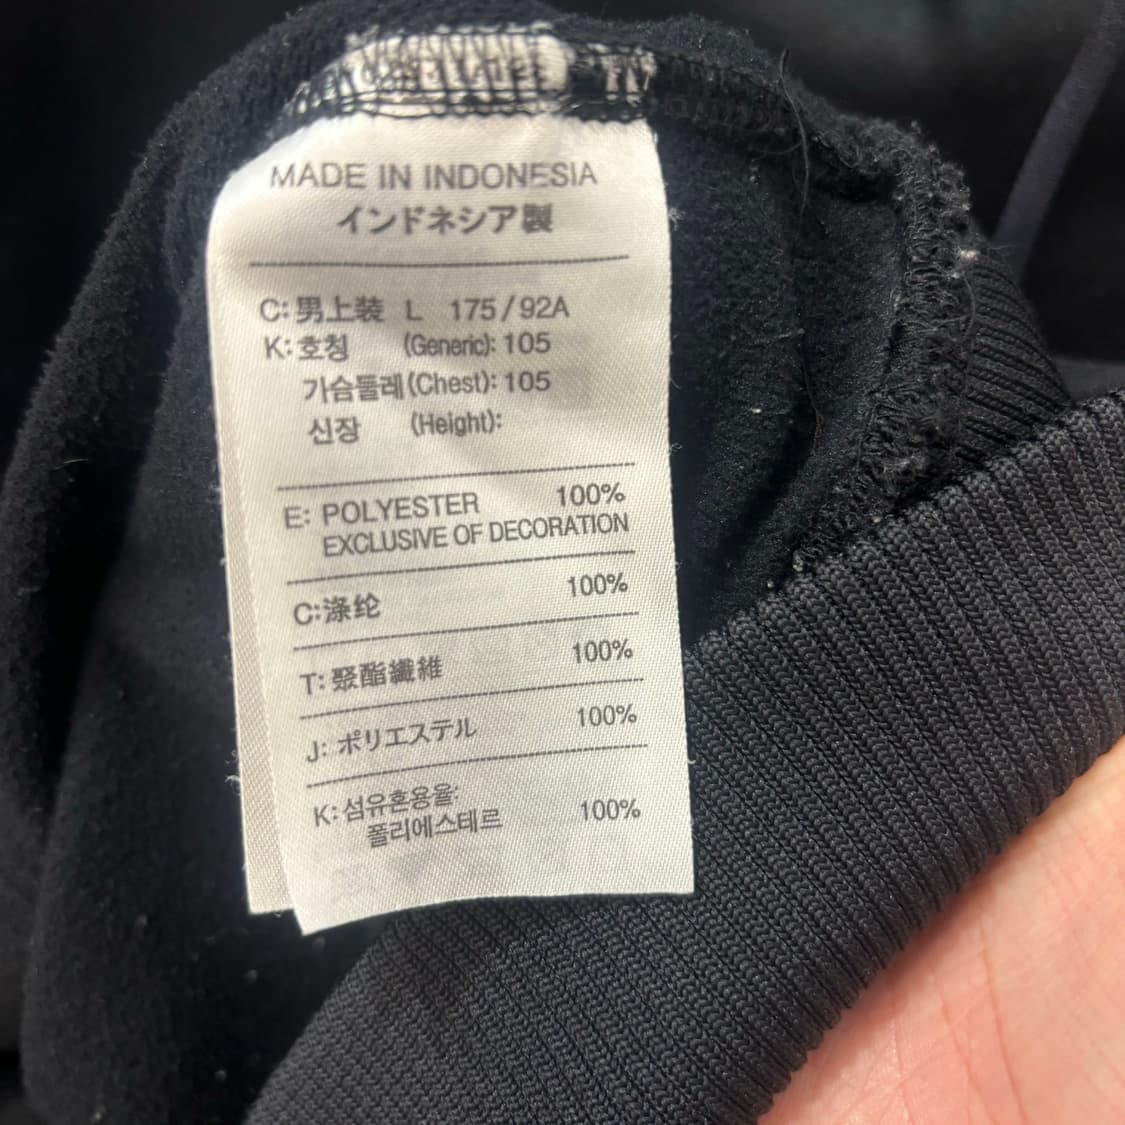 MADE IN INDONESIA
インドネシア製
C: 男上装 L 175/92A
K: 호칭 (Generic): 105
가슴둘레(Chest): 105
신장 (Height):
E: POLYESTER 100%
EXCLUSIVE OF DECORATION
C:涤纶 100%
T: 聚酯纖維 100%
J: ポリエステル 100%
K: 섬유혼용율:
폴리에스테르 100%